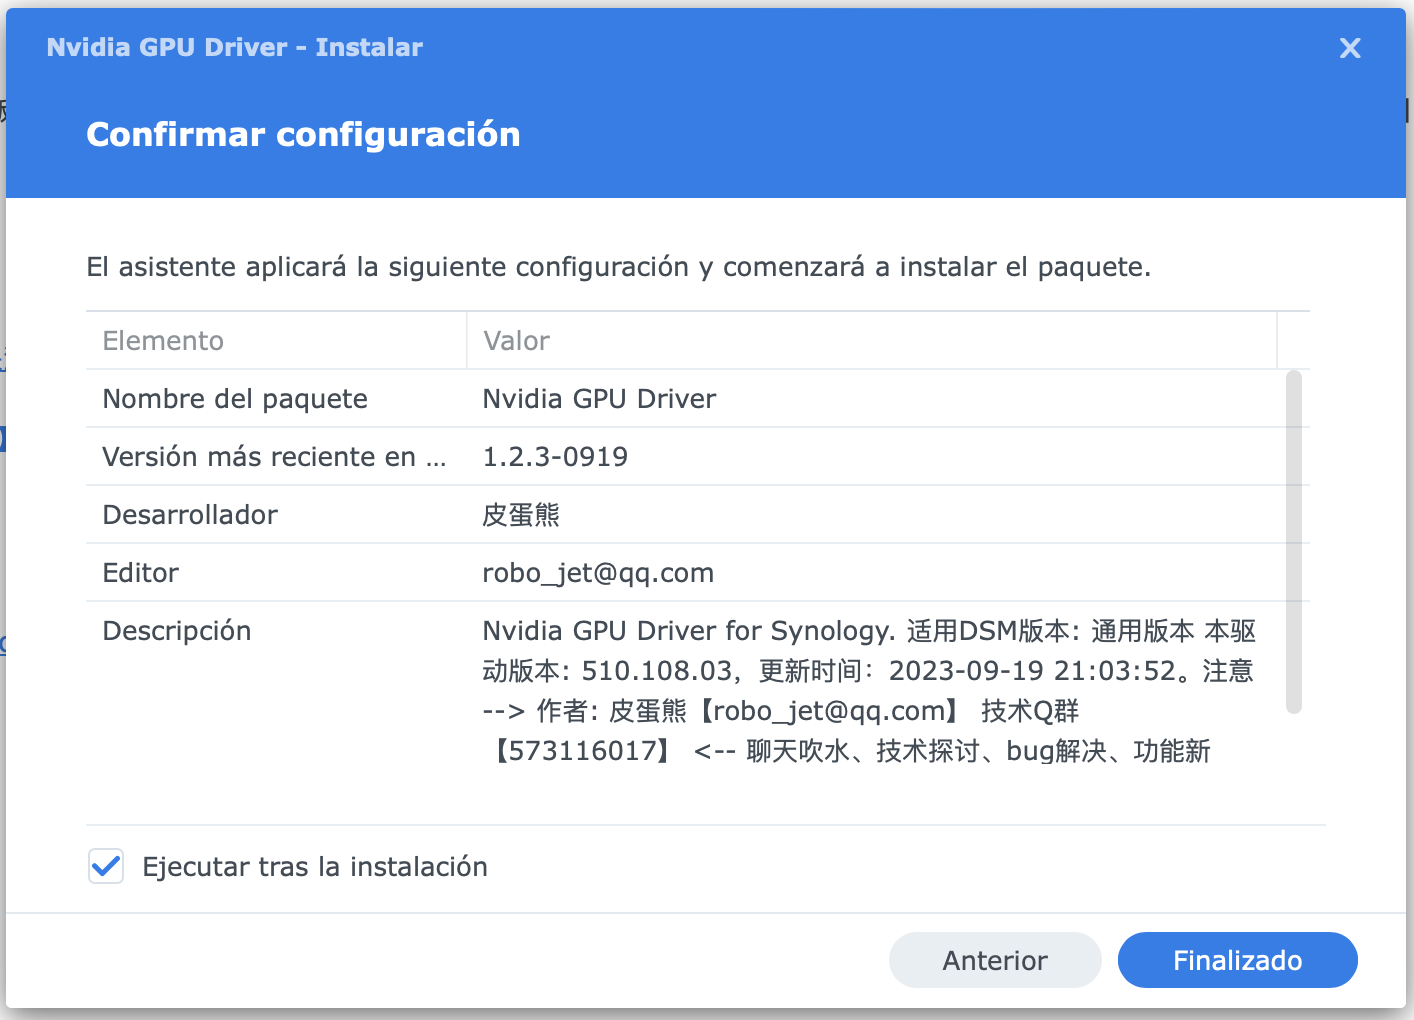 Nvidia GPU Driver - Instalar
Confirmar configuración
El asistente aplicará la siguiente configuración y comenzará a instalar el paquete.
Elemento Valor
Nombre del paquete Nvidia GPU Driver
Versión más reciente en ... 1.2.3-0919
Desarrollador 皮蛋熊
Editor robo_jet@qq.com
Descripción Nvidia GPU Driver for Synology. 适用DSM版本: 通用版本 本驱
动版本: 510.108.03，更新时间：2023-09-19 21:03:52。注意
--> 作者: 皮蛋熊【robo_jet@qq.com】 技术Q群
【573116017】 <-- 聊天吹水、技术探讨、bug解决、功能新
Ejecutar tras la instalación
Anterior Finalizado